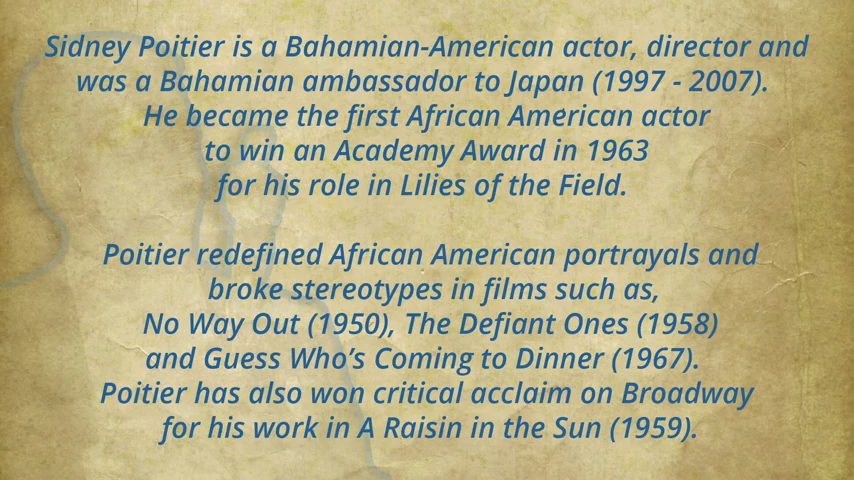 Sidney Poitier is a Bahamian-American actor, director and
was a Bahamian ambassador to Japan (1997 - 2007).
He became the first African American actor
to win an Academy Award in 1963
for his role in Lilies of the Field.
Poitier redefined African American portrayals and
broke stereotypes in films such as,
No Way Out (1950), The Defiant Ones (1958)
and Guess Who’s Coming to Dinner (1967).
Poitier has also won critical acclaim on Broadway
for his work in A Raisin in the Sun (1959).